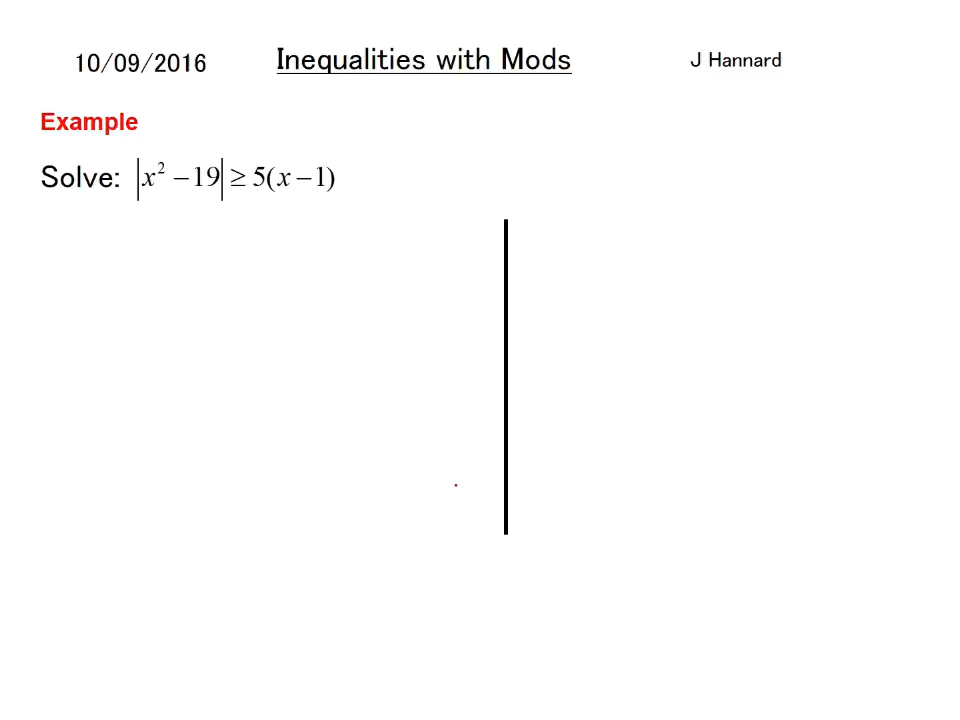 10/09/2016 Inequalities with Mods J Hannard
Example
Solve: |x² − 19| ≥ 5(x − 1)